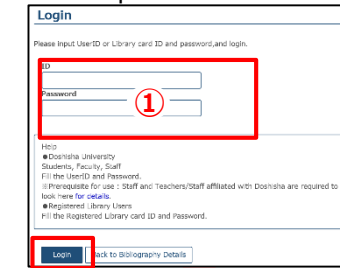 Login
Please input UserID or Library card ID and password,and login.
ID
Password
①
Help
●Doshisha University
Students, Faculty, Staff
Fill the UserID and Password.
※Prerequisite for use : Staff and Teachers/Staff affiliated with Doshisha are required to
look here for details.
●Registered Library Users
Fill the Registered Library card ID and Password.
Login
Back to Bibliography Details